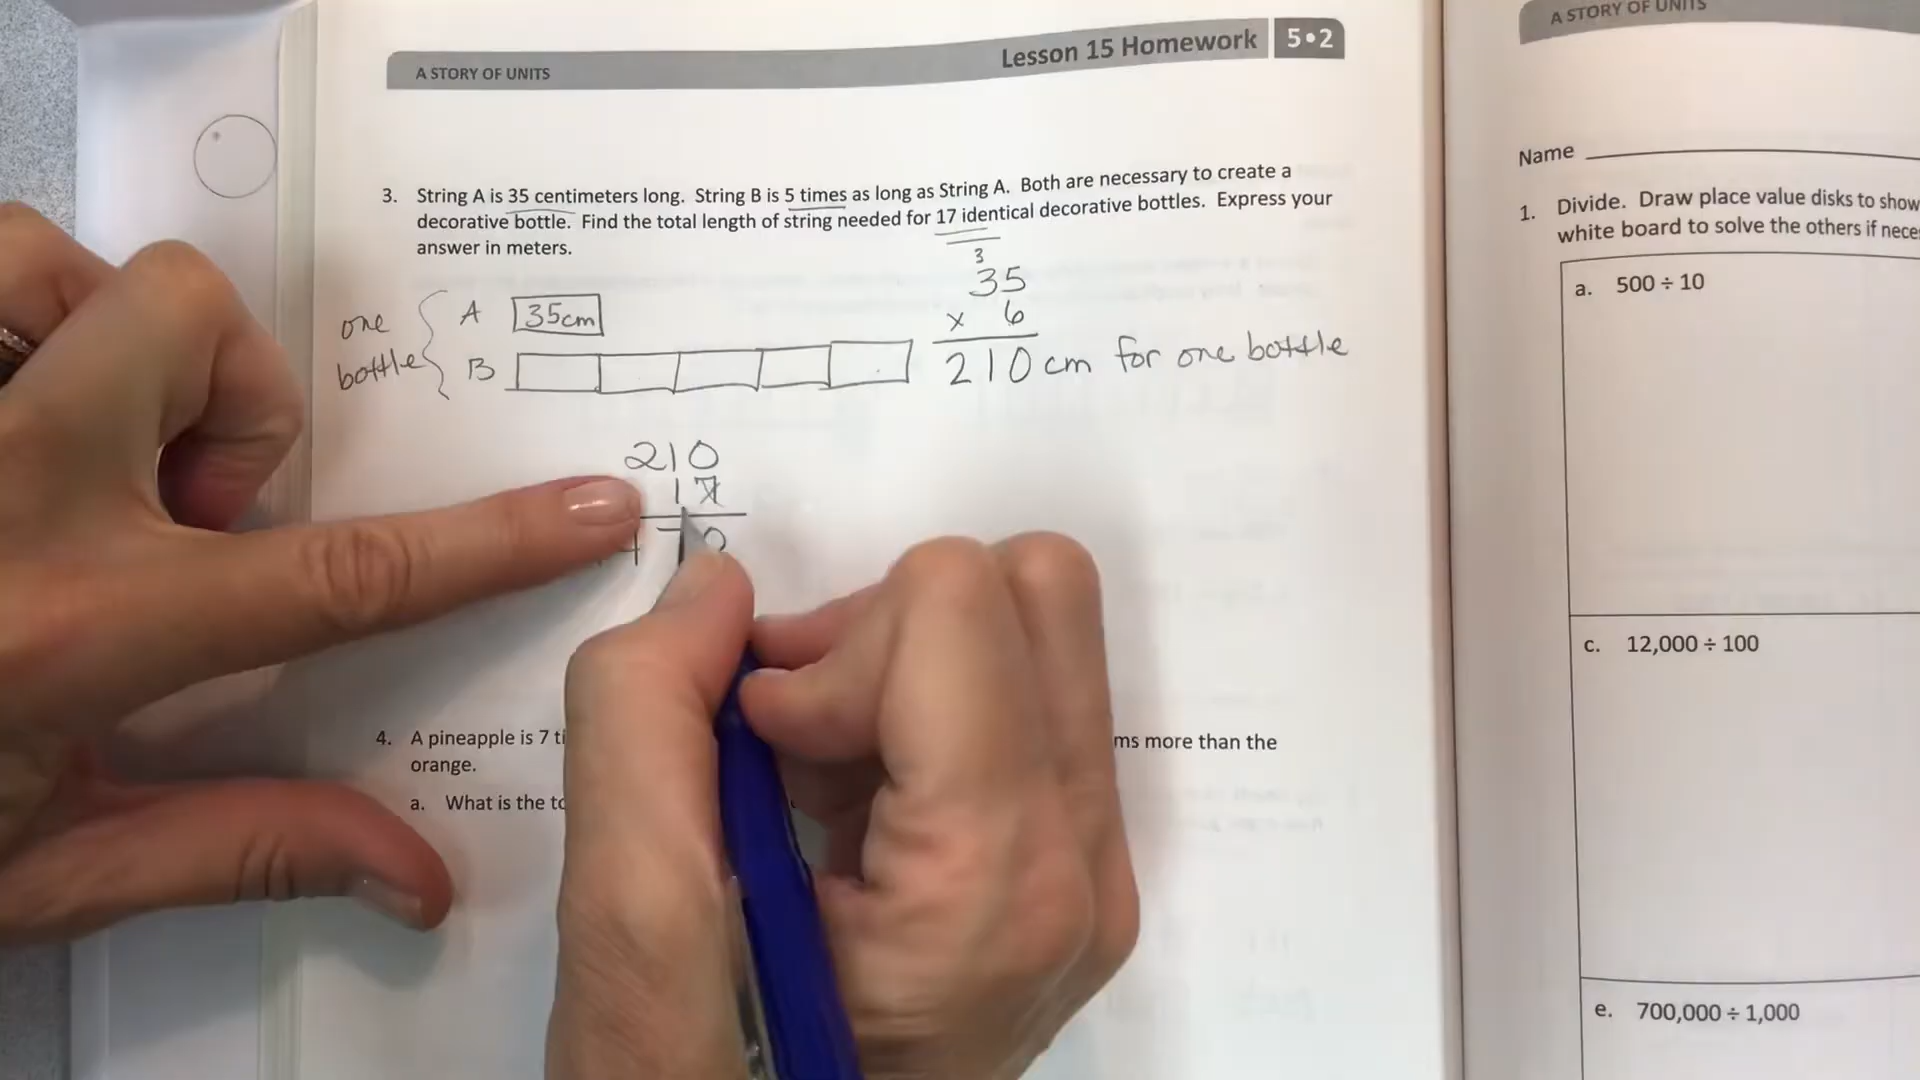 A STORY OF UNITS
Lesson 15 Homework 5•2
3. String A is 35 centimeters long. String B is 5 times as long as String A. Both are necessary to create a
decorative bottle. Find the total length of string needed for 17 identical decorative bottles. Express your
answer in meters.
3
35
x 6
210 cm for one bottle
one
bottle
A 35cm
B
210
17
470
4. A pineapple is 7
ms more than the
orange.
a. What is the
A STORY OF UNITS
Name
1. Divide. Draw place value disks to show
white board to solve the others if
a. 500 ÷ 10
c. 12,000 ÷ 100
e. 700,000 ÷ 1,000